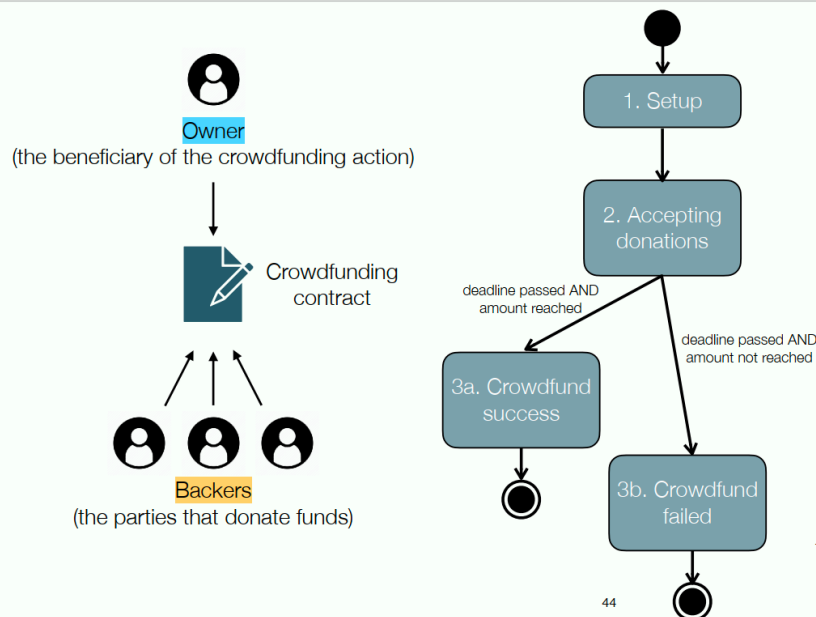 Owner
(the beneficiary of the crowdfunding action)
Crowdfunding
contract
Backers
(the parties that donate funds)
1. Setup
2. Accepting
donations
deadline passed AND
amount reached
deadline passed AND
amount not reached
3a. Crowdfund
success
3b. Crowdfund
failed
44